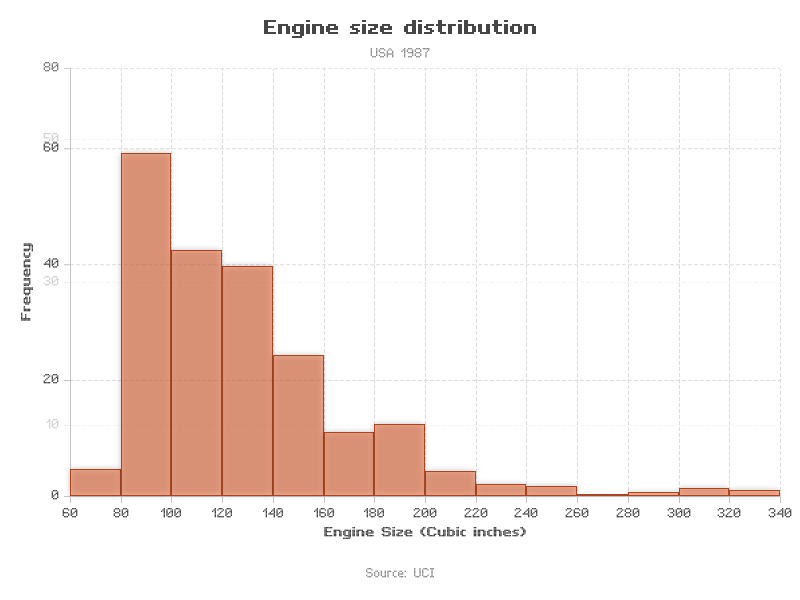 Engine size distribution
USA 1987
80
50
60
40
30
20
10
0
Frequency
60 80 100 120 140 160 180 200 220 240 260 280 300 320 340
Engine Size (Cubic inches)
Source: UCI